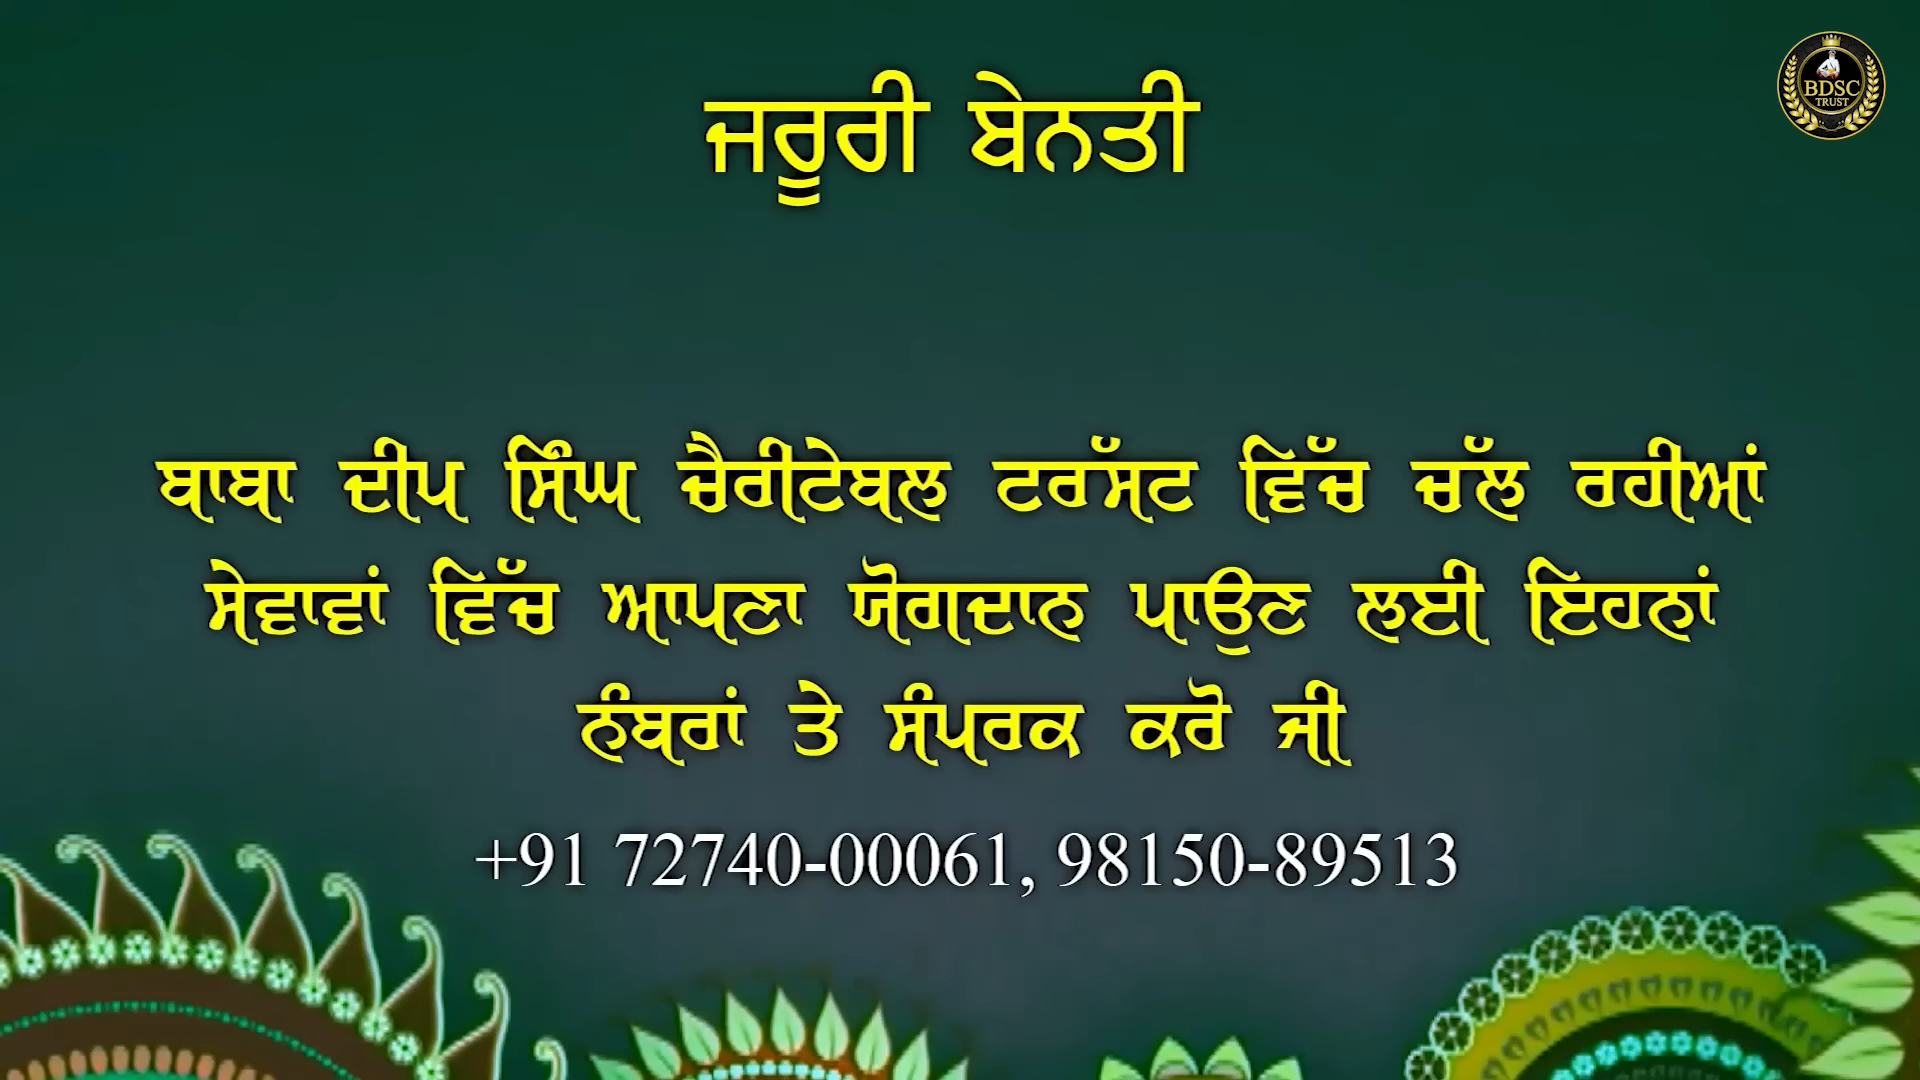 BDSC
TRUST
ਜਰੂਰੀ ਬੇਨਤੀ
ਬਾਬਾ ਦੀਪ ਸਿੰਘ ਚੈਰੀਟੇਬਲ ਟਰੱਸਟ ਵਿੱਚ ਚੱਲ ਰਹੀਆਂ
ਸੇਵਾਵਾਂ ਵਿੱਚ ਆਪਣਾ ਯੋਗਦਾਨ ਪਾਉਣ ਲਈ ਇਹਨਾਂ
ਨੰਬਰਾਂ ਤੇ ਸੰਪਰਕ ਕਰੋ ਜੀ
+91 72740-00061, 98150-89513